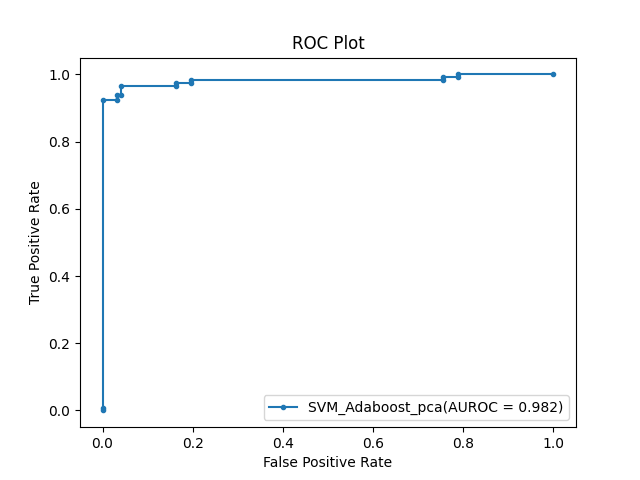 ROC Plot
True Positive Rate
1.0
0.8
0.6
0.4
0.2
0.0
SVM_Adaboost_pca(AUROC = 0.982)
0.0 0.2 0.4 0.6 0.8 1.0
False Positive Rate